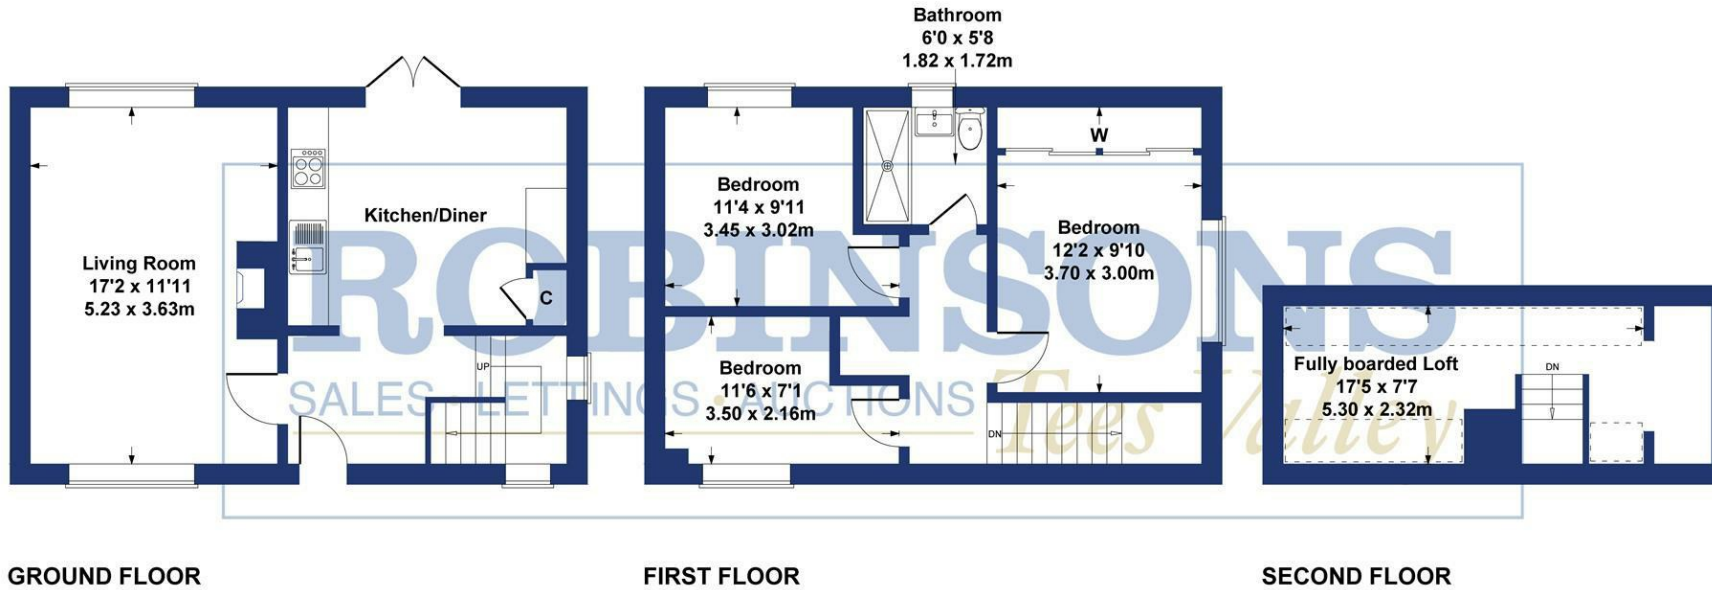 Bathroom
6'0 x 5'8
1.82 x 1.72m
W
Bedroom
11'4 x 9'11
3.45 x 3.02m
Kitchen/Diner
Bedroom
12'2 x 9'10
3.70 x 3.00m
Living Room
17'2 x 11'11
5.23 x 3.63m
C
ROBINSONS
SALES · LETTINGS · AUCTIONS
Tees Valley
UP
Bedroom
11'6 x 7'1
3.50 x 2.16m
DN
Fully boarded Loft
17'5 x 7'7
5.30 x 2.32m
DN
GROUND FLOOR
FIRST FLOOR
SECOND FLOOR